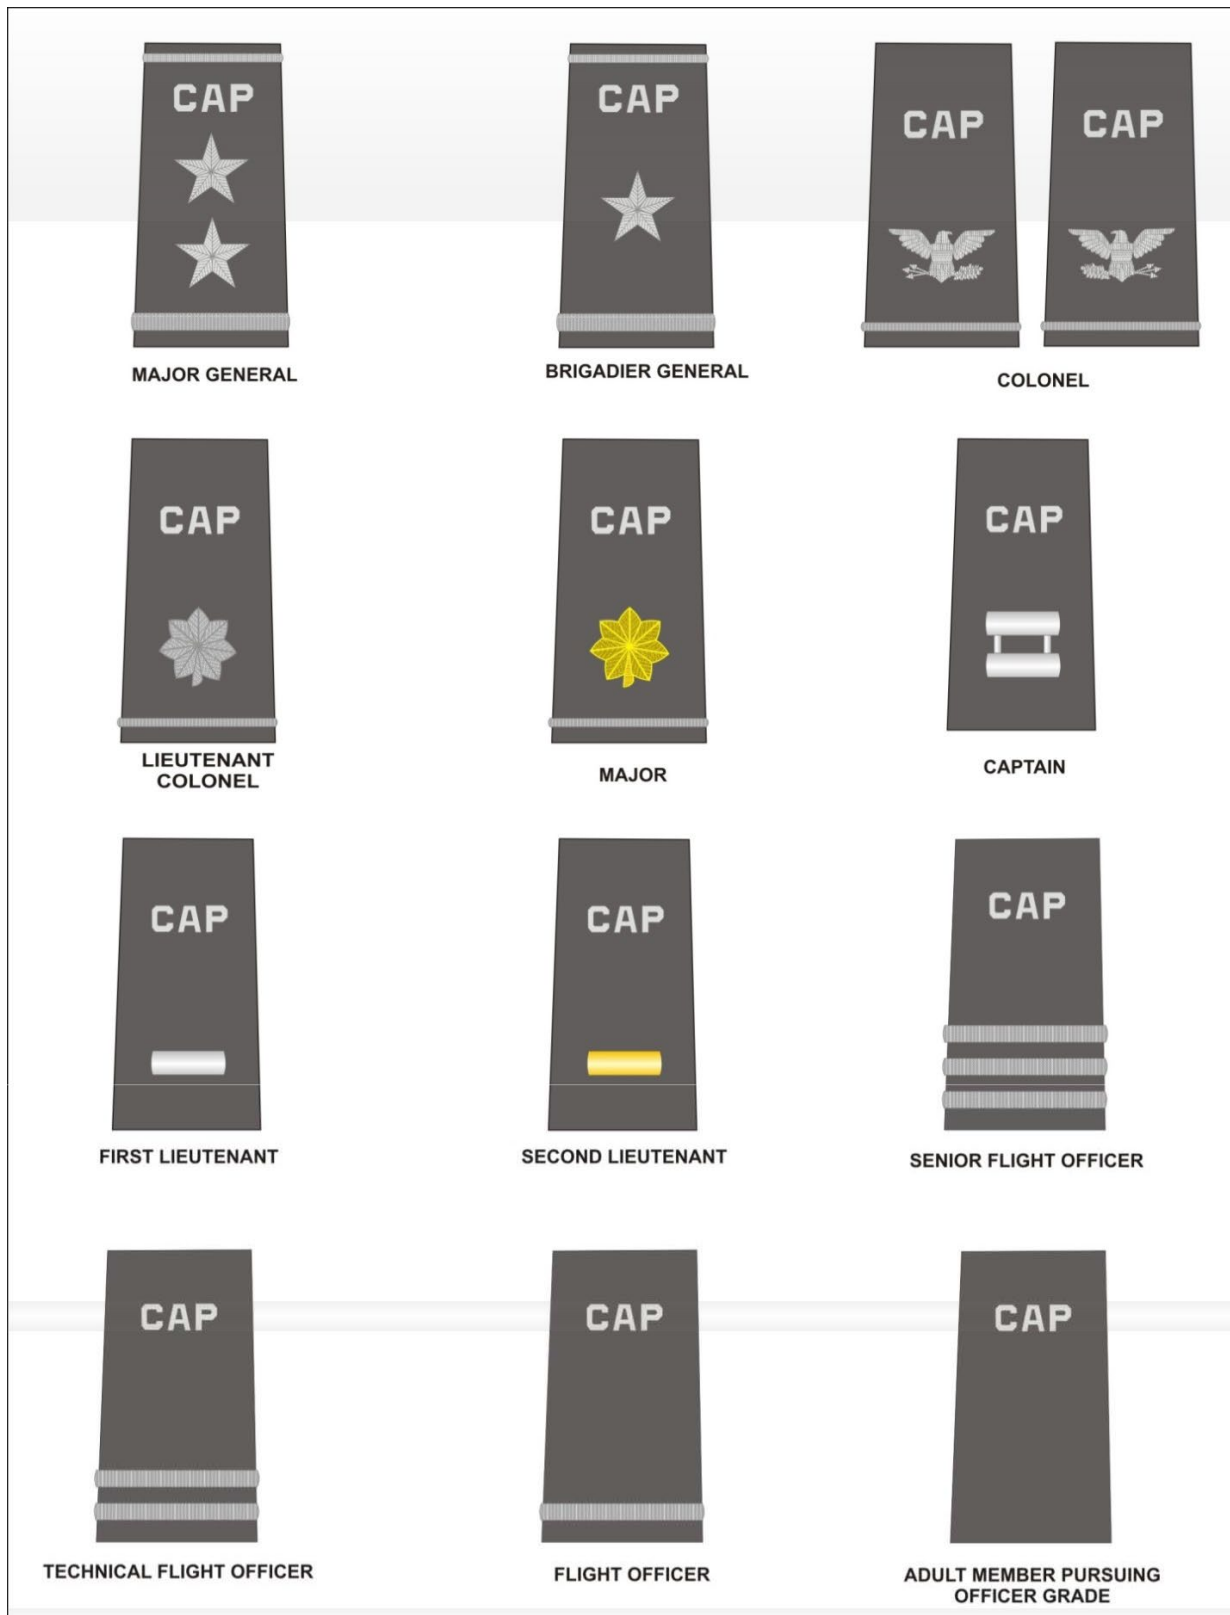 CAP
CAP
CAP
CAP
MAJOR GENERAL
BRIGADIER GENERAL
COLONEL
CAP
CAP
CAP
LIEUTENANT
COLONEL
MAJOR
CAPTAIN
CAP
CAP
CAP
FIRST LIEUTENANT
SECOND LIEUTENANT
SENIOR FLIGHT OFFICER
CAP
CAP
CAP
TECHNICAL FLIGHT OFFICER
FLIGHT OFFICER
ADULT MEMBER PURSUING
OFFICER GRADE